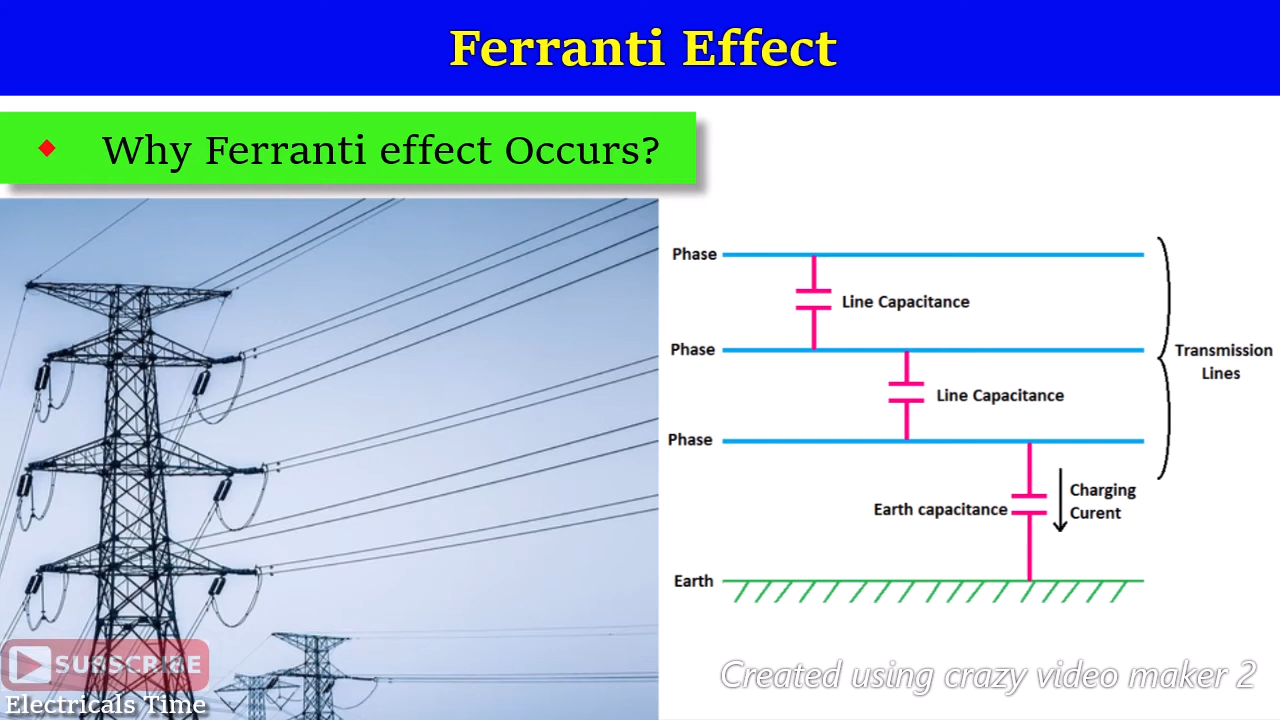 Ferranti Effect
Why Ferranti effect Occurs?
Phase
Line Capacitance
Phase
Transmission
Lines
Line Capacitance
Phase
Charging
Curent
Earth capacitance
Earth
SUBSCRIBE
Electricals Time
Created using crazy video maker 2